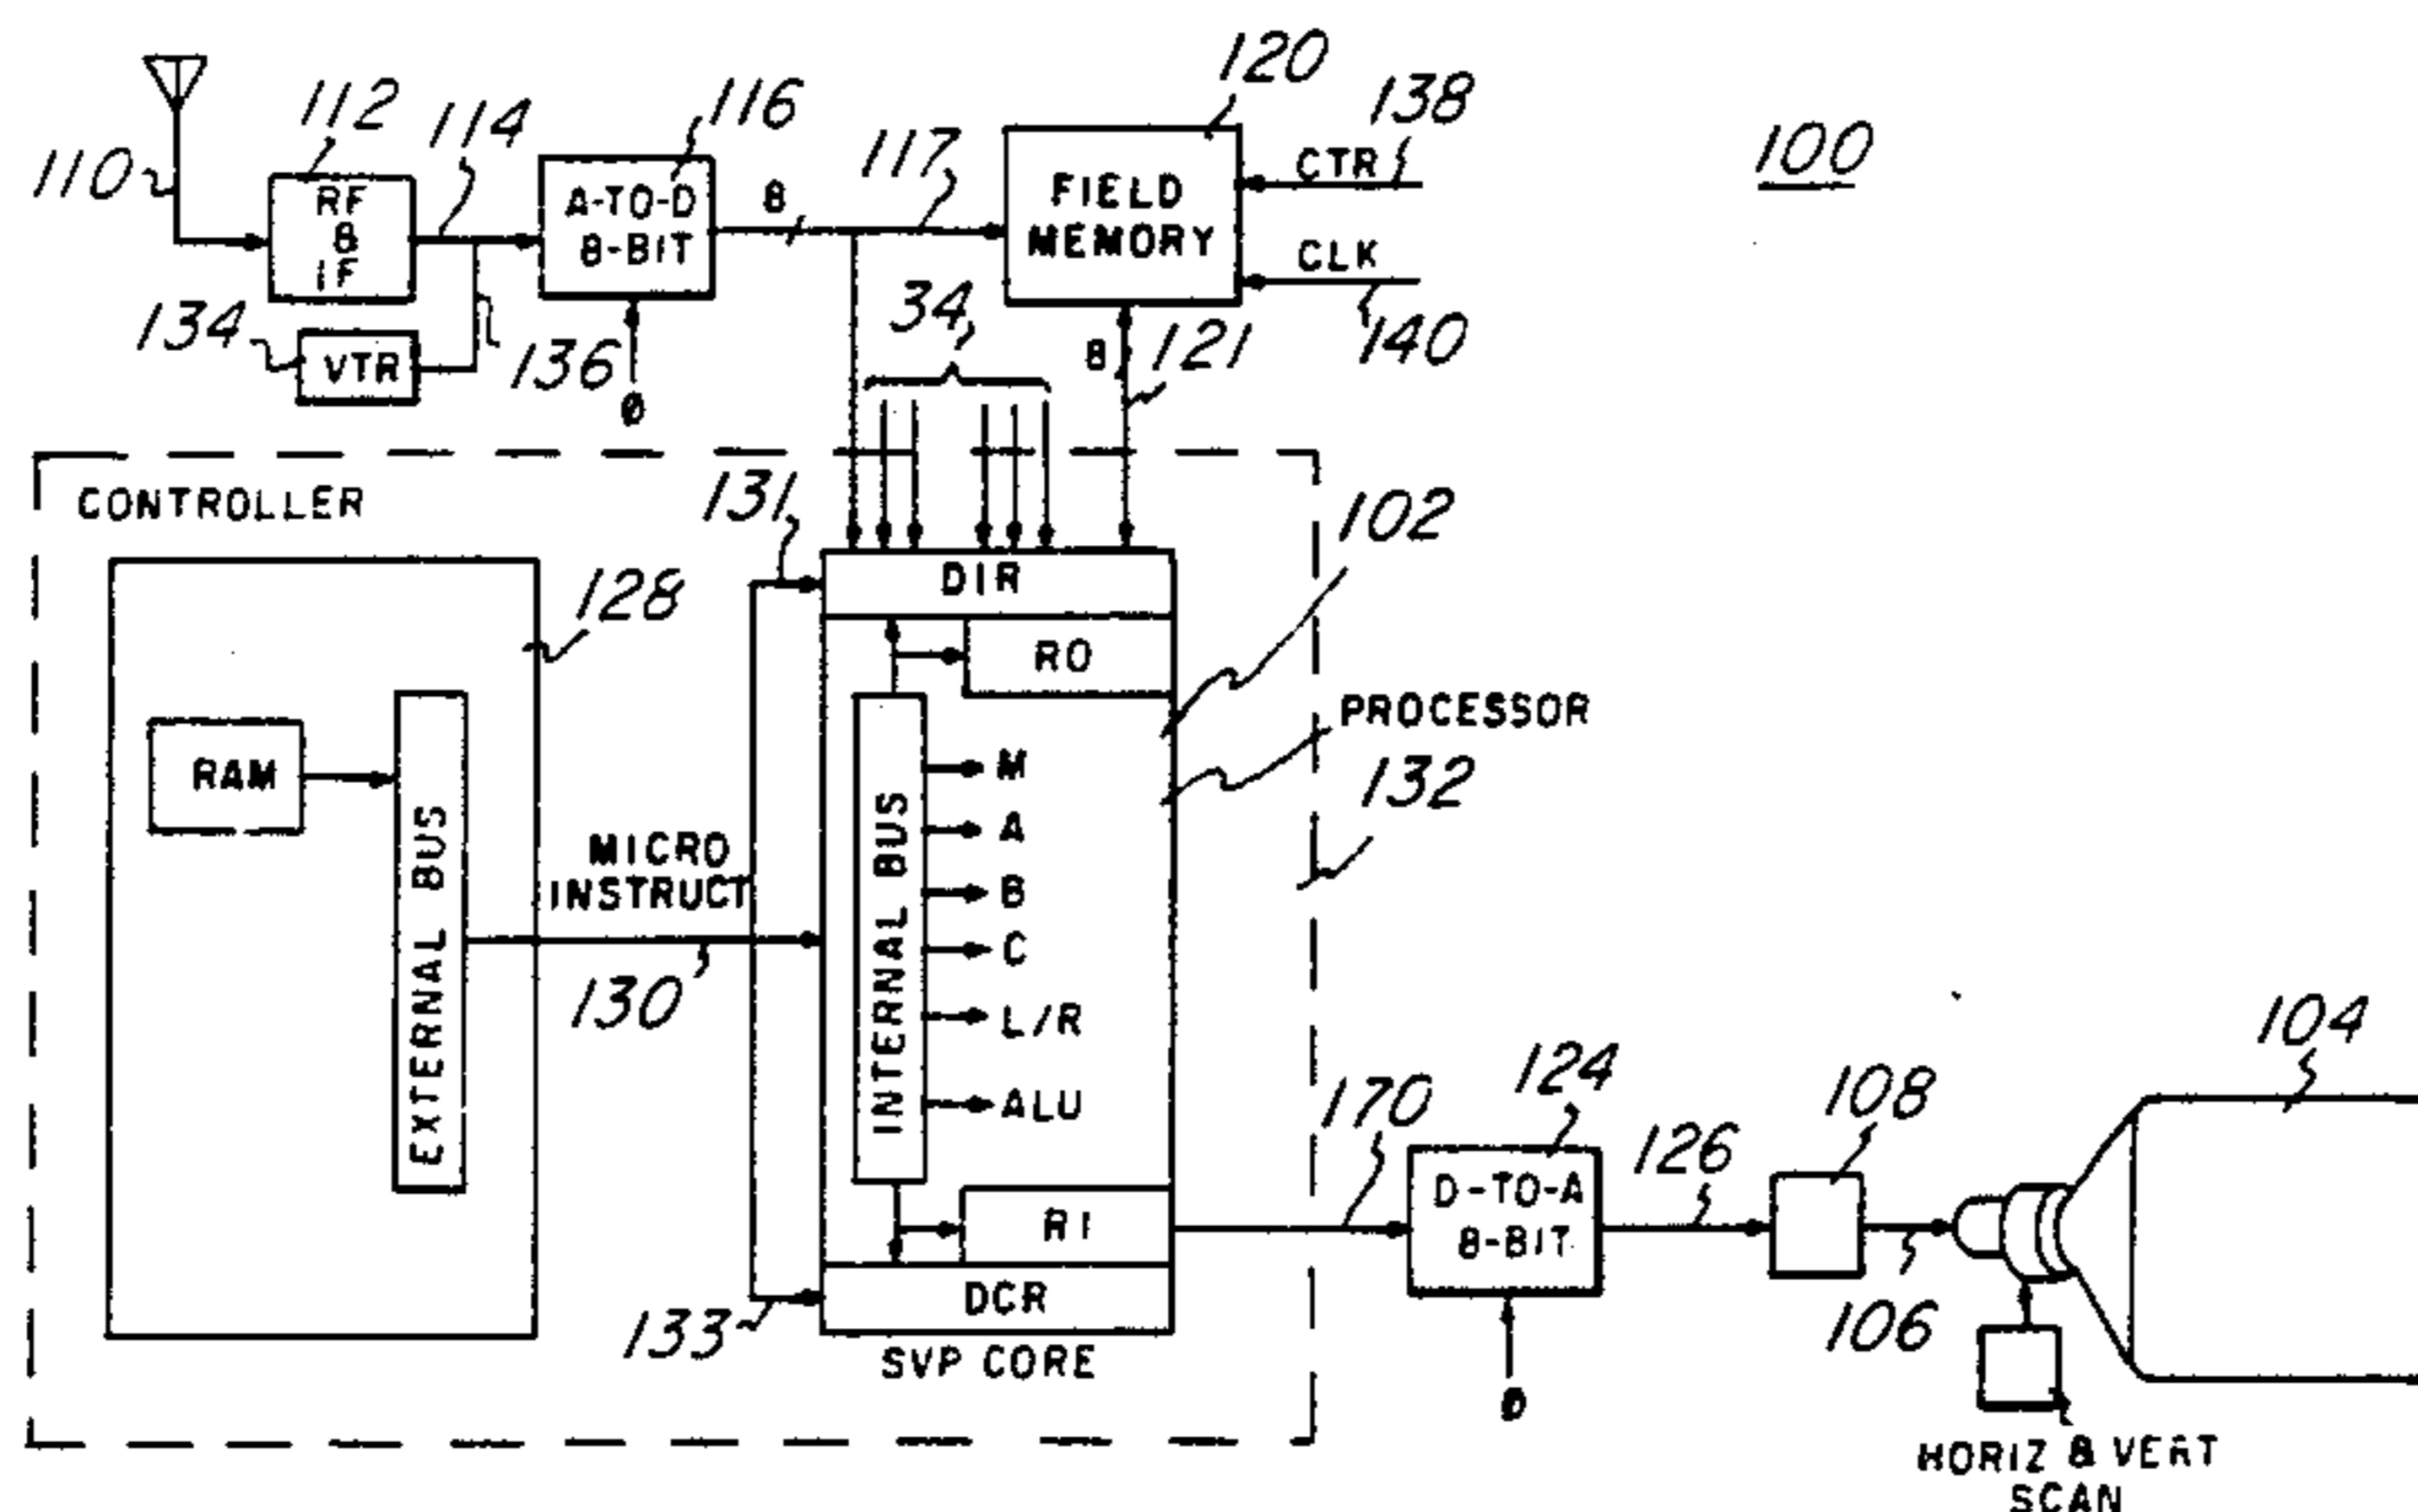 120
138
112
114
116
117
100
110
RF
&
IF
A-TO-D
8-BIT
8
FIELD
MEMORY
CTR
CLK
134
VTR
136
34
8
121
140
Ø
CONTROLLER
131
102
128
DIR
R0
PROCESSOR
132
RAM
EXTERNAL BUS
MICRO
INSTRUCT
130
INTERNAL BUS
M
A
B
C
L/R
ALU
R1
DCR
133
SVP CORE
170
124
D-TO-A
8-BIT
Ø
126
108
106
104
HORIZ & VERT
SCAN